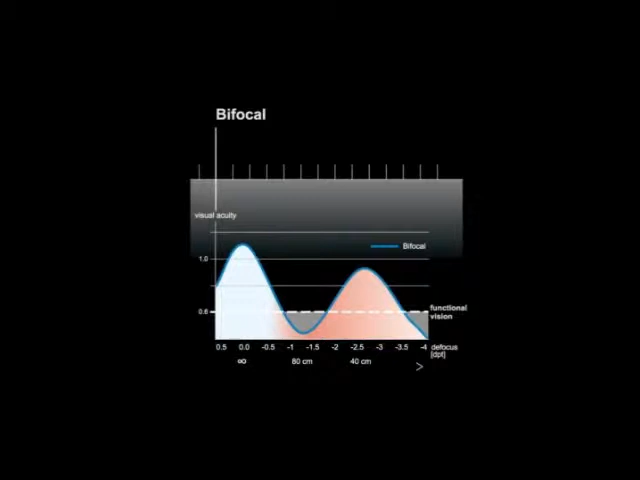 Bifocal
visual acuity
Bifocal
1.0
0.6
functional
vision
0.5 0.0 -0.5 -1 -1.5 -2 -2.5 -3 -3.5 -4 defocus
[dpt]
∞ 80 cm 40 cm
>